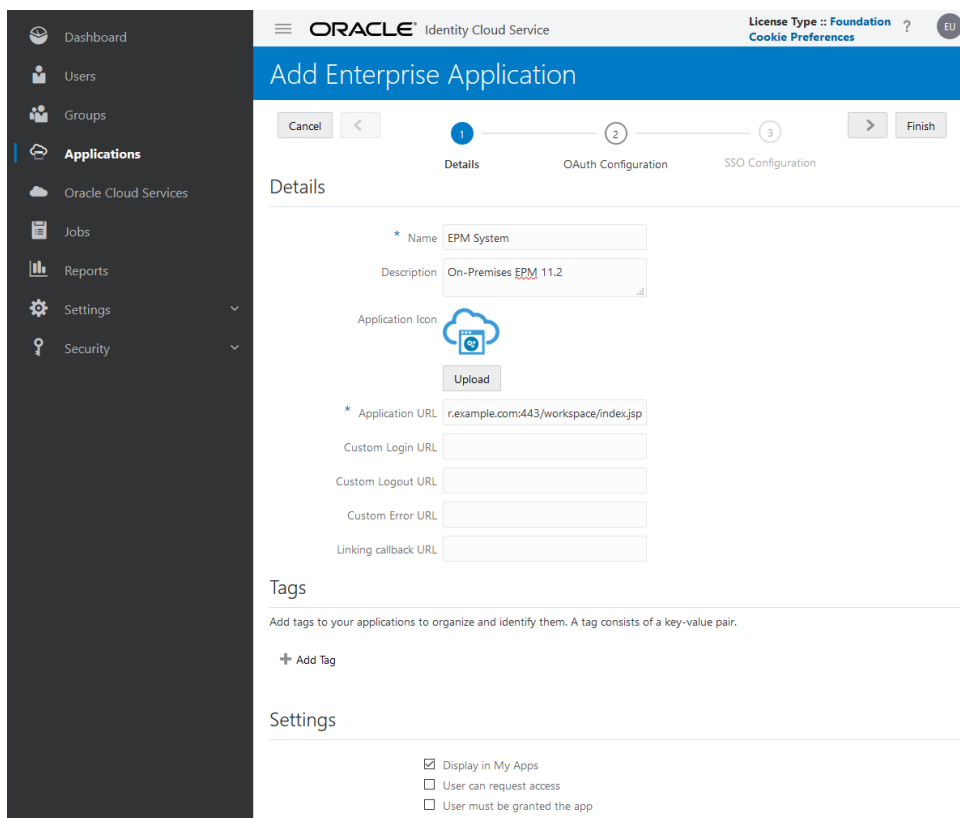 Dashboard
Users
Groups
Applications
Oracle Cloud Services
Jobs
Reports
Settings
Security
ORACLE® Identity Cloud Service
License Type :: Foundation
Cookie Preferences
?
EU
Add Enterprise Application
Cancel
<
1
2
3
>
Finish
Details
OAuth Configuration
SSO Configuration
Details
* Name EPM System
Description On-Premises EPM 11.2
Application Icon
Upload
* Application URL r.example.com:443/workspace/index.jsp
Custom Login URL
Custom Logout URL
Custom Error URL
Linking callback URL
Tags
Add tags to your applications to organize and identify them. A tag consists of a key-value pair.
+ Add Tag
Settings
Display in My Apps
User can request access
User must be granted the app